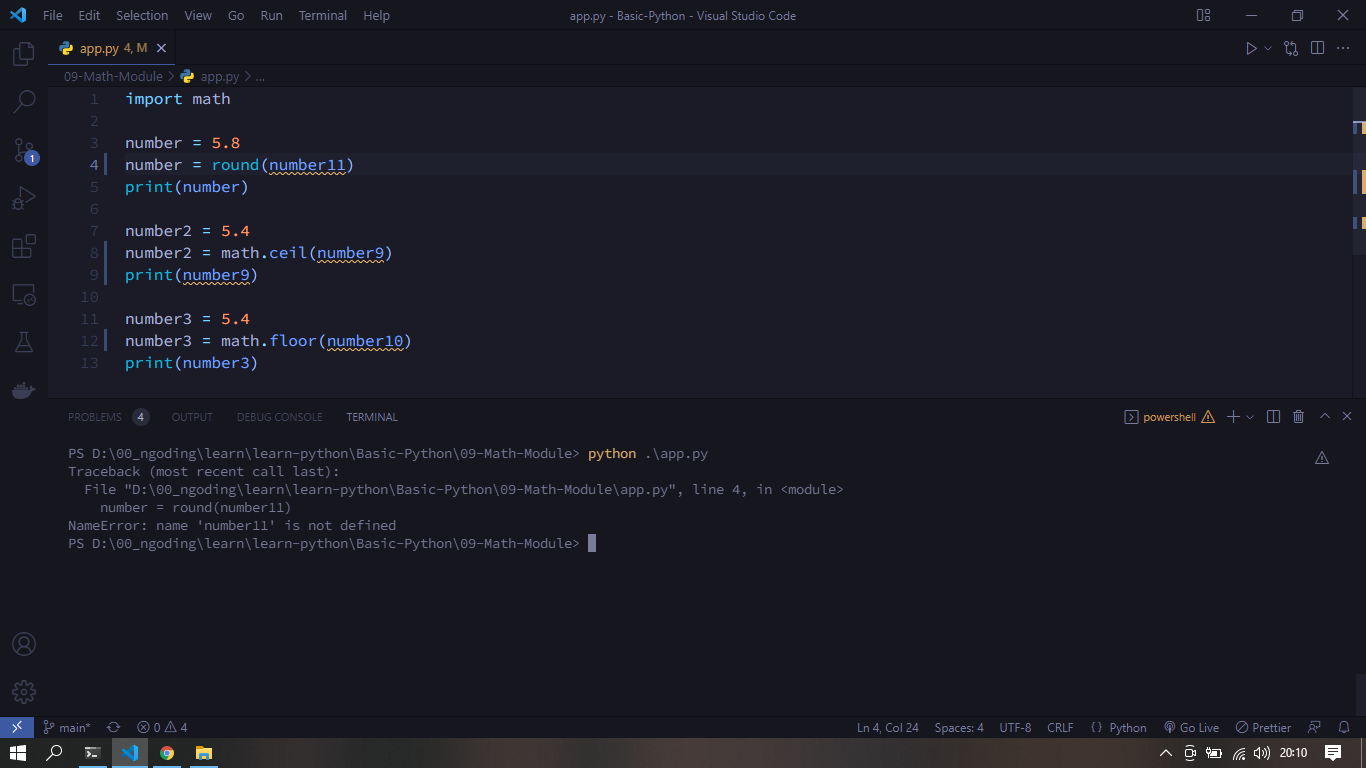 File Edit Selection View Go Run Terminal Help app.py - Basic-Python - Visual Studio Code
app.py 4, M
09-Math-Module > app.py > ...
1 import math
2
3 number = 5.8
4 number = round(number11)
5 print(number)
6
7 number2 = 5.4
8 number2 = math.ceil(number9)
9 print(number9)
10
11 number3 = 5.4
12 number3 = math.floor(number10)
13 print(number3)
1
PROBLEMS 4 OUTPUT DEBUG CONSOLE TERMINAL powershell
PS D:\00_ngoding\learn\learn-python\Basic-Python\09-Math-Module> python .\app.py
Traceback (most recent call last):
  File "D:\00_ngoding\learn\learn-python\Basic-Python\09-Math-Module\app.py", line 4, in <module>
    number = round(number11)
NameError: name 'number11' is not defined
PS D:\00_ngoding\learn\learn-python\Basic-Python\09-Math-Module>
main* 0 4 Ln 4, Col 24 Spaces: 4 UTF-8 CRLF { } Python Go Live Prettier
20:10